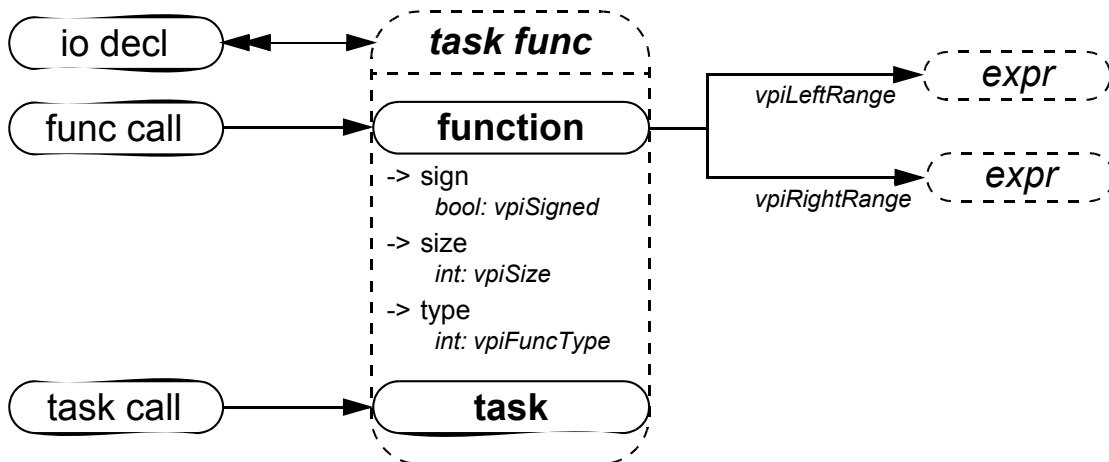 io decl
task func
expr
vpiLeftRange
func call
function
expr
vpiRightRange
-> sign
bool: vpiSigned
-> size
int: vpiSize
-> type
int: vpiFuncType
task call
task